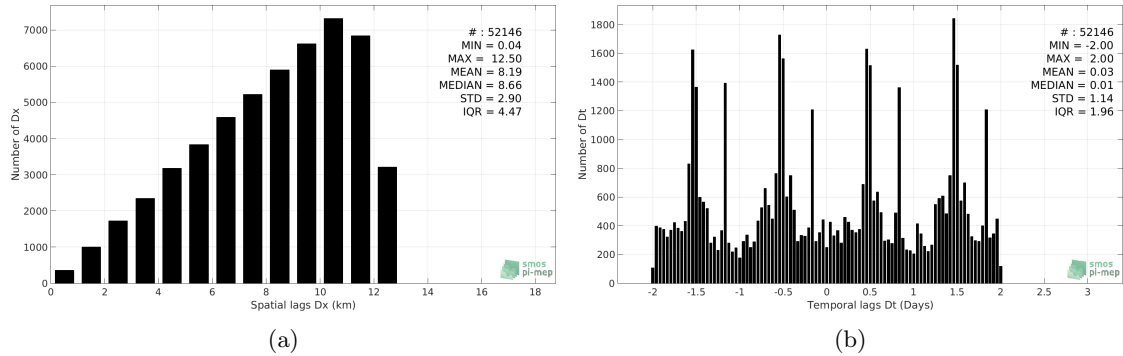 7000
6000
5000
4000
3000
2000
1000
0
Number of Dx
# : 52146
MIN = 0.04
MAX = 12.50
MEAN = 8.19
MEDIAN = 8.66
STD = 2.90
IQR = 4.47
smos
pi-mep
0 2 4 6 8 10 12 14 16 18
Spatial lags Dx (km)
(a)
1800
1600
1400
1200
1000
800
600
400
200
0
Number of Dt
# : 52146
MIN = -2.00
MAX = 2.00
MEAN = 0.03
MEDIAN = 0.01
STD = 1.14
IQR = 1.96
smos
pi-mep
-2 -1.5 -1 -0.5 0 0.5 1 1.5 2 2.5 3
Temporal lags Dt (Days)
(b)